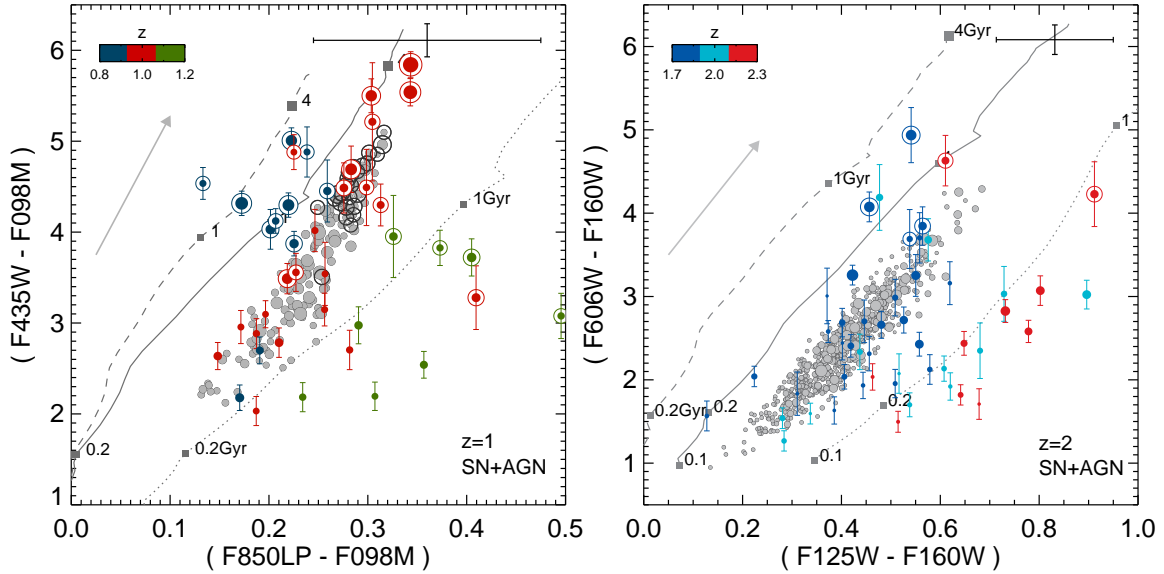 z
0.8 1.0 1.2
4
1
0.2
1
1Gyr
0.2Gyr
z=1
SN+AGN
6
5
4
3
2
1
0.0 0.1 0.2 0.3 0.4 0.5
( F850LP - F098M )
( F435W - F098M )
z
1.7 2.0 2.3
4Gyr
1Gyr
0.2Gyr
1
1
0.2
0.2
0.1
0.1
z=2
SN+AGN
6
5
4
3
2
1
0.0 0.2 0.4 0.6 0.8 1.0
( F125W - F160W )
( F606W - F160W )